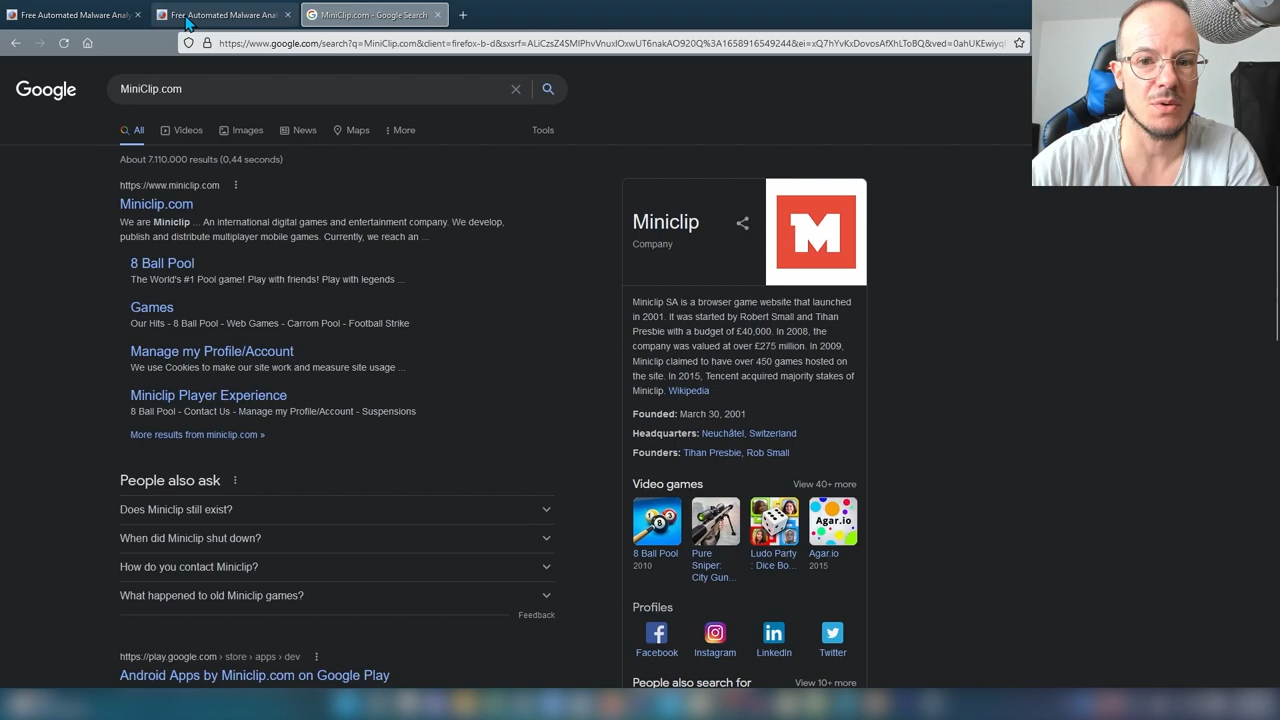 Free Automated Malware Analy
Free Automated Malware Anal
MiniClip.com - Google Search
https://www.google.com/search?q=MiniClip.com&client=firefox-b-d&sxsrf=ALiCzsZ4SMIPhvVnuxIOxwUT6nakAO920Q%3A1658916549244&ei=xQ7hYvKxDovosAfXhLToBQ&ved=0ahUKEwiyq
Google
MiniClip.com
All
Videos
Images
News
Maps
More
Tools
About 7.110.000 results (0,44 seconds)
https://www.miniclip.com
Miniclip.com
We are Miniclip ... An international digital games and entertainment company. We develop,
publish and distribute multiplayer mobile games. Currently, we reach an ...
8 Ball Pool
The World's #1 Pool game! Play with friends! Play with legends ...
Games
Our Hits - 8 Ball Pool - Web Games - Carrom Pool - Football Strike
Manage my Profile/Account
We use Cookies to make our site work and measure site usage ...
Miniclip Player Experience
8 Ball Pool - Contact Us - Manage my Profile/Account - Suspensions
More results from miniclip.com »
People also ask
Does Miniclip still exist?
When did Miniclip shut down?
How do you contact Miniclip?
What happened to old Miniclip games?
Feedback
https://play.google.com › store › apps › dev
Android Apps by Miniclip.com on Google Play
Miniclip
Company
M
Miniclip SA is a browser game website that launched
in 2001. It was started by Robert Small and Tihan
Presbie with a budget of £40,000. In 2008, the
company was valued at over £275 million. In 2009,
Miniclip claimed to have over 450 games hosted on
the site. In 2015, Tencent acquired majority stakes of
Miniclip. Wikipedia
Founded: March 30, 2001
Headquarters: Neuchâtel, Switzerland
Founders: Tihan Presbie, Rob Small
Video games
View 40+ more
Agar.io
8 Ball Pool
2010
Pure
Sniper:
City Gun...
Ludo Party
: Dice Bo...
Agar.io
2015
Profiles
Facebook
Instagram
LinkedIn
Twitter
People also search for
View 10+ more